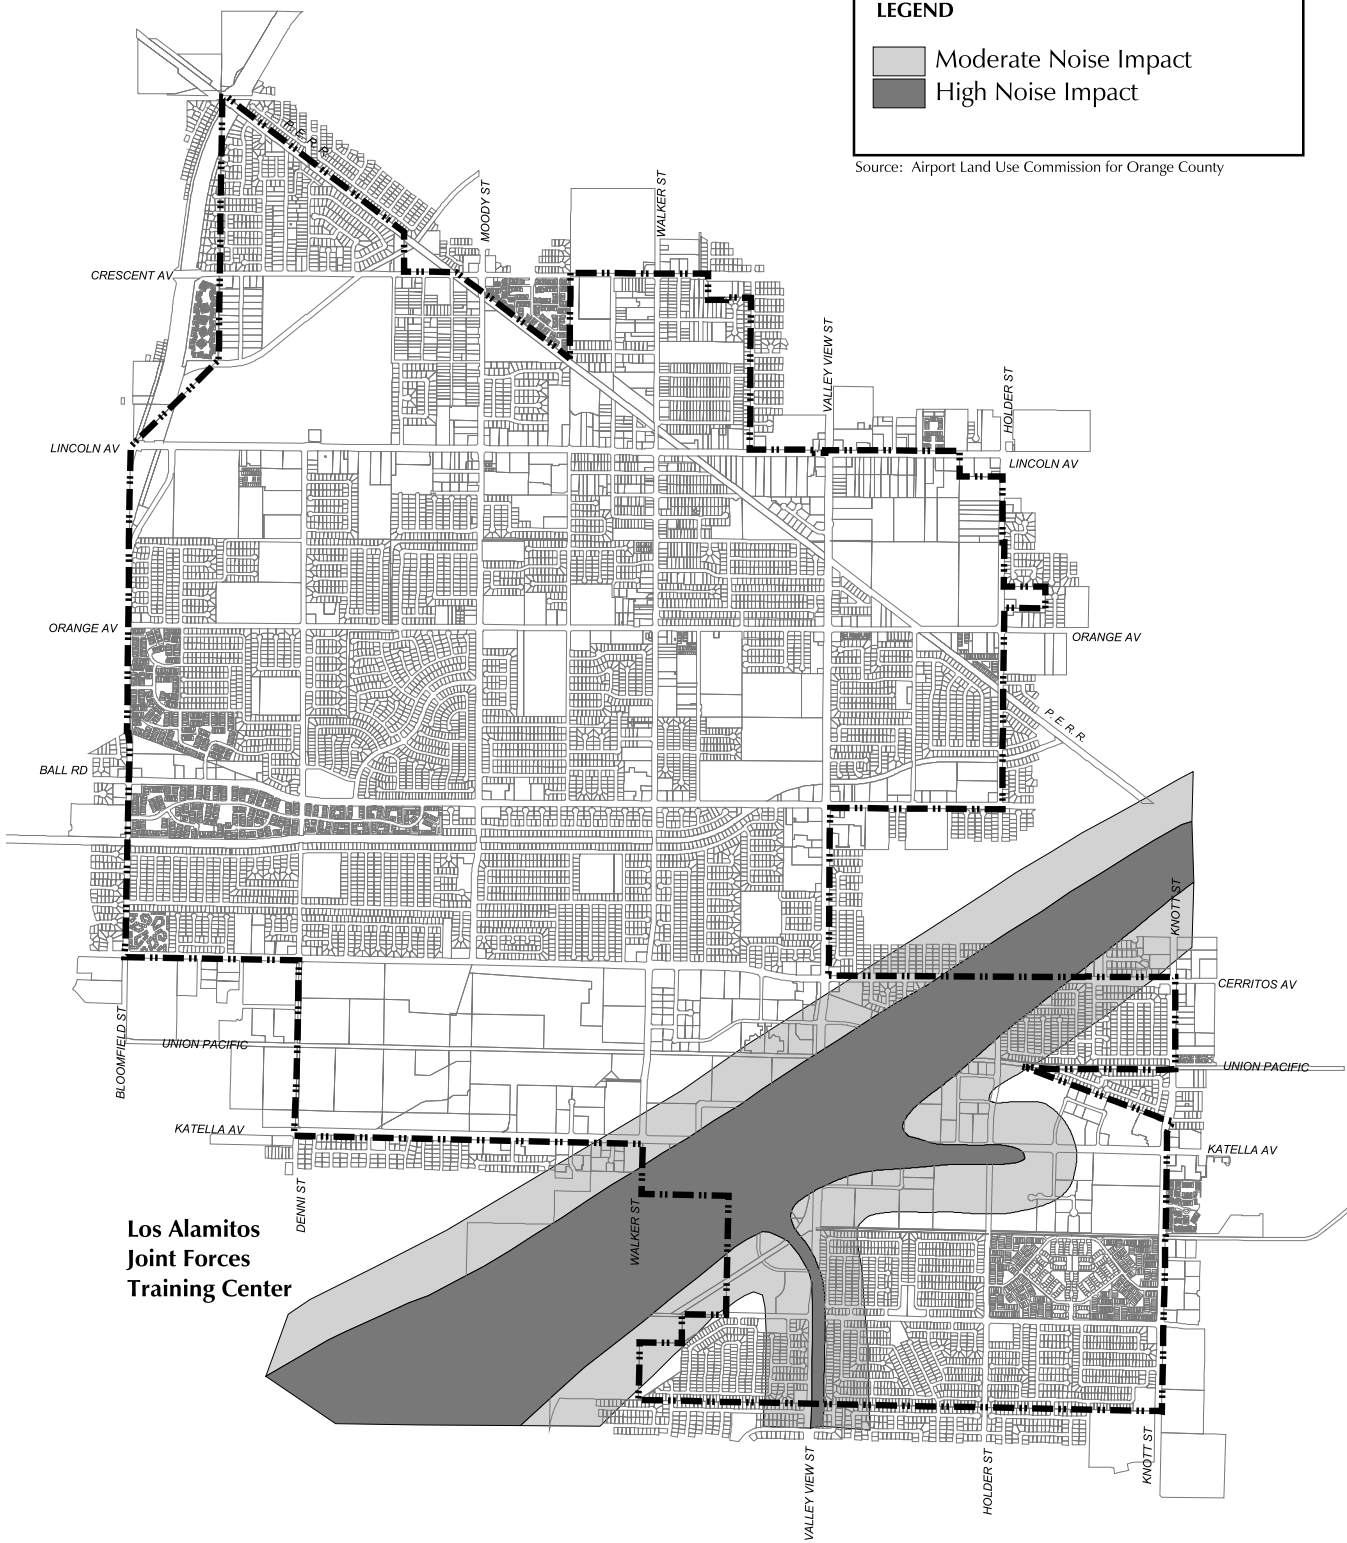 LEGEND
Moderate Noise Impact
High Noise Impact
Source: Airport Land Use Commission for Orange County
P. E. R. R.
MOODY ST
WALKER ST
CRESCENT AV
VALLEY VIEW ST
HOLDER ST
LINCOLN AV
LINCOLN AV
ORANGE AV
ORANGE AV
P. E. R. R.
BALL RD
KNOTT ST
CERRITOS AV
BLOOMFIELD ST
UNION PACIFIC
UNION PACIFIC
KATELLA AV
KATELLA AV
DENNI ST
WALKER ST
Los Alamitos
Joint Forces
Training Center
VALLEY VIEW ST
HOLDER ST
KNOTT ST